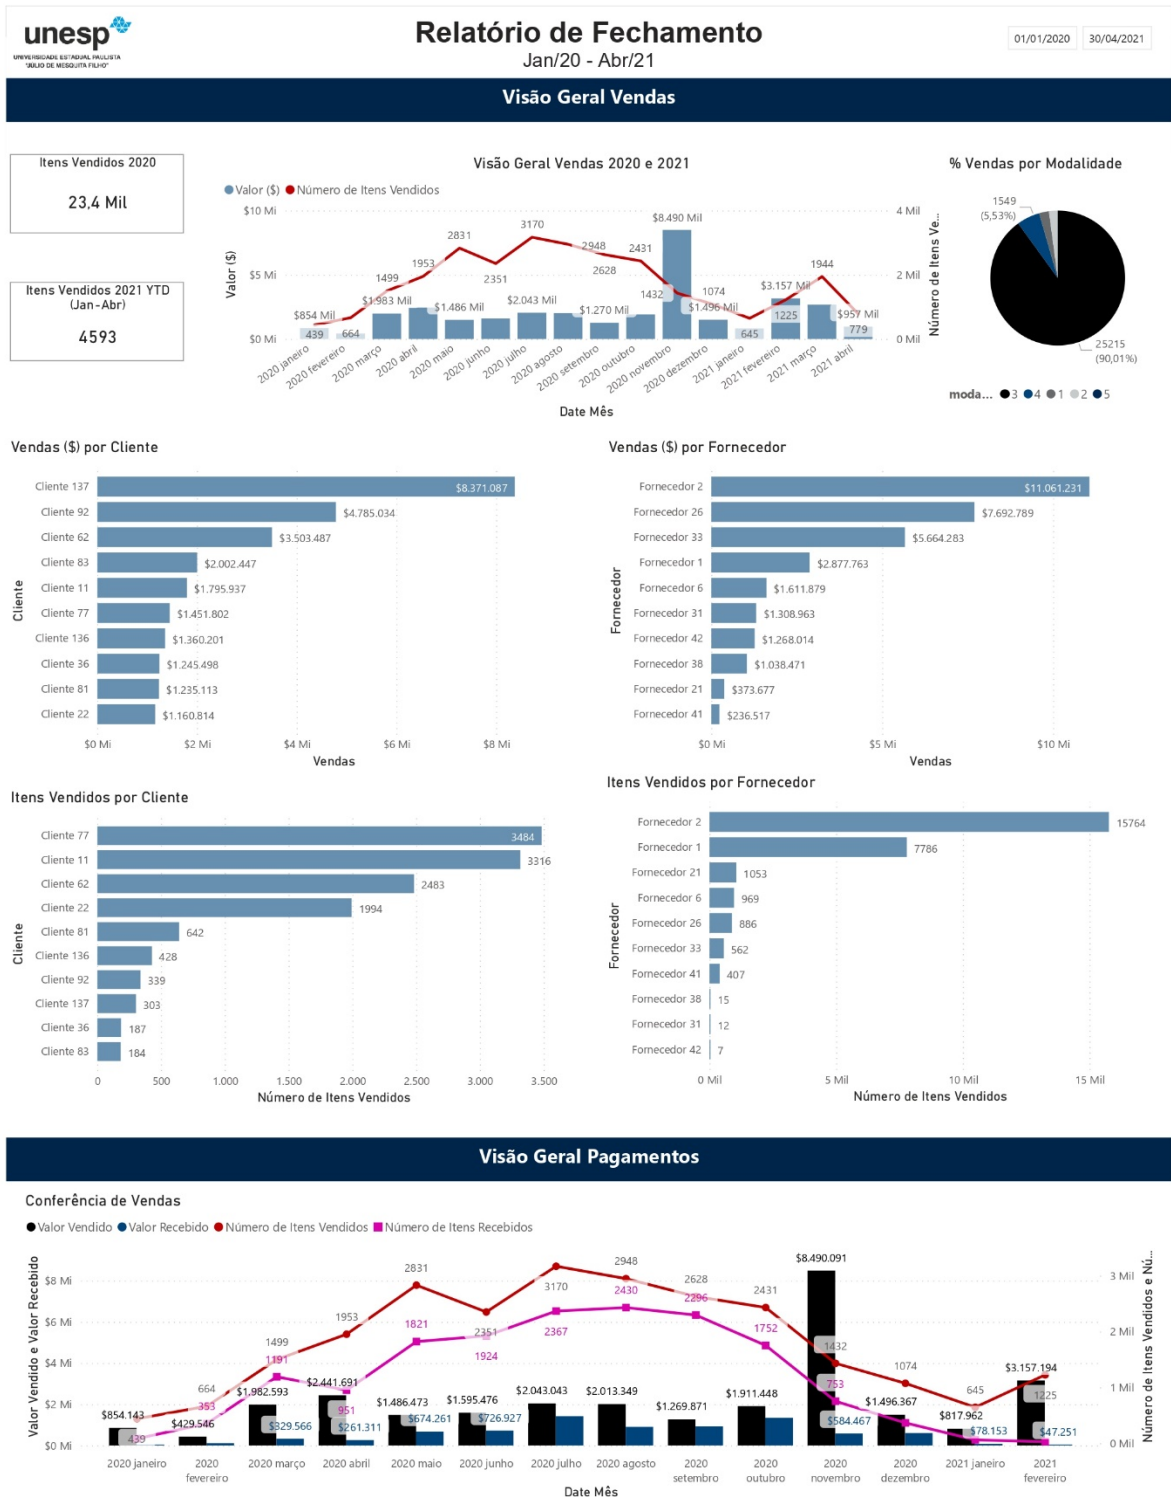 unesp
UNIVERSIDADE ESTADUAL PAULISTA
"JÚLIO DE MESQUITA FILHO"
Relatório de Fechamento
Jan/20 - Abr/21
01/01/2020 30/04/2021
Visão Geral Vendas
Itens Vendidos 2020
23,4 Mil
Itens Vendidos 2021 YTD
(Jan-Abr)
4593
Visão Geral Vendas 2020 e 2021
Valor ($) Número de Itens Vendidos
Valor ($)
$10 Mi
$5 Mi
$0 Mi
$854 Mil
$1.983 Mil
$1.486 Mil
$2.043 Mil
$1.270 Mil
$8.490 Mil
$1.496 Mil
$3.157 Mil
$957 Mil
439
664
1499
1953
2831
2351
3170
2948
2628
2431
1432
1074
645
1225
1944
779
4 Mil
2 Mil
0 Mil
Número de Itens Ve...
2020 janeiro
2020 fevereiro
2020 março
2020 abril
2020 maio
2020 junho
2020 julho
2020 agosto
2020 setembro
2020 outubro
2020 novembro
2020 dezembro
2021 janeiro
2021 fevereiro
2021 março
2021 abril
Date Mês
% Vendas por Modalidade
1549
(5,53%)
25215
(90,01%)
moda... 3 4 1 2 5
Vendas ($) por Cliente
Cliente
Cliente 137 $8.371.087
Cliente 92 $4.785.034
Cliente 62 $3.503.487
Cliente 83 $2.002.447
Cliente 11 $1.795.937
Cliente 77 $1.451.802
Cliente 136 $1.360.201
Cliente 36 $1.245.498
Cliente 81 $1.235.113
Cliente 22 $1.160.814
$0 Mi $2 Mi $4 Mi $6 Mi $8 Mi
Vendas
Vendas ($) por Fornecedor
Fornecedor
Fornecedor 2 $11.061.231
Fornecedor 26 $7.692.789
Fornecedor 33 $5.664.283
Fornecedor 1 $2.877.763
Fornecedor 6 $1.611.879
Fornecedor 31 $1.308.963
Fornecedor 42 $1.268.014
Fornecedor 38 $1.038.471
Fornecedor 21 $373.677
Fornecedor 41 $236.517
$0 Mi $5 Mi $10 Mi
Vendas
Itens Vendidos por Cliente
Cliente
Cliente 77 3484
Cliente 11 3316
Cliente 62 2483
Cliente 22 1994
Cliente 81 642
Cliente 136 428
Cliente 92 339
Cliente 137 303
Cliente 36 187
Cliente 83 184
0 500 1.000 1.500 2.000 2.500 3.000 3.500
Número de Itens Vendidos
Itens Vendidos por Fornecedor
Fornecedor
Fornecedor 2 15764
Fornecedor 1 7786
Fornecedor 21 1053
Fornecedor 6 969
Fornecedor 26 886
Fornecedor 33 562
Fornecedor 41 407
Fornecedor 38 15
Fornecedor 31 12
Fornecedor 42 7
0 Mil 5 Mil 10 Mil 15 Mil
Número de Itens Vendidos
Visão Geral Pagamentos
Conferência de Vendas
Valor Vendido Valor Recebido Número de Itens Vendidos Número de Itens Recebidos
Valor Vendido e Valor Recebido
$8 Mi
$6 Mi
$4 Mi
$2 Mi
$0 Mi
664
1499
1953
2831
2351
3170
2948
2628
2431
1432
1074
645
1225
439
353
1191
951
1821
1924
2367
2430
2296
1752
753
$854.143
$429.546
$1.982.593
$2.441.691
$1.486.473
$1.595.476
$2.043.043
$2.013.349
$1.269.871
$1.911.448
$8.490.091
$1.496.367
$817.962
$3.157.194
$329.566
$261.311
$674.261
$726.927
$584.467
$78.153
$47.251
3 Mil
2 Mil
1 Mil
0 Mil
Número de Itens Vendidos e Nú...
2020 janeiro
2020 fevereiro
2020 março
2020 abril
2020 maio
2020 junho
2020 julho
2020 agosto
2020 setembro
2020 outubro
2020 novembro
2020 dezembro
2021 janeiro
2021 fevereiro
Date Mês